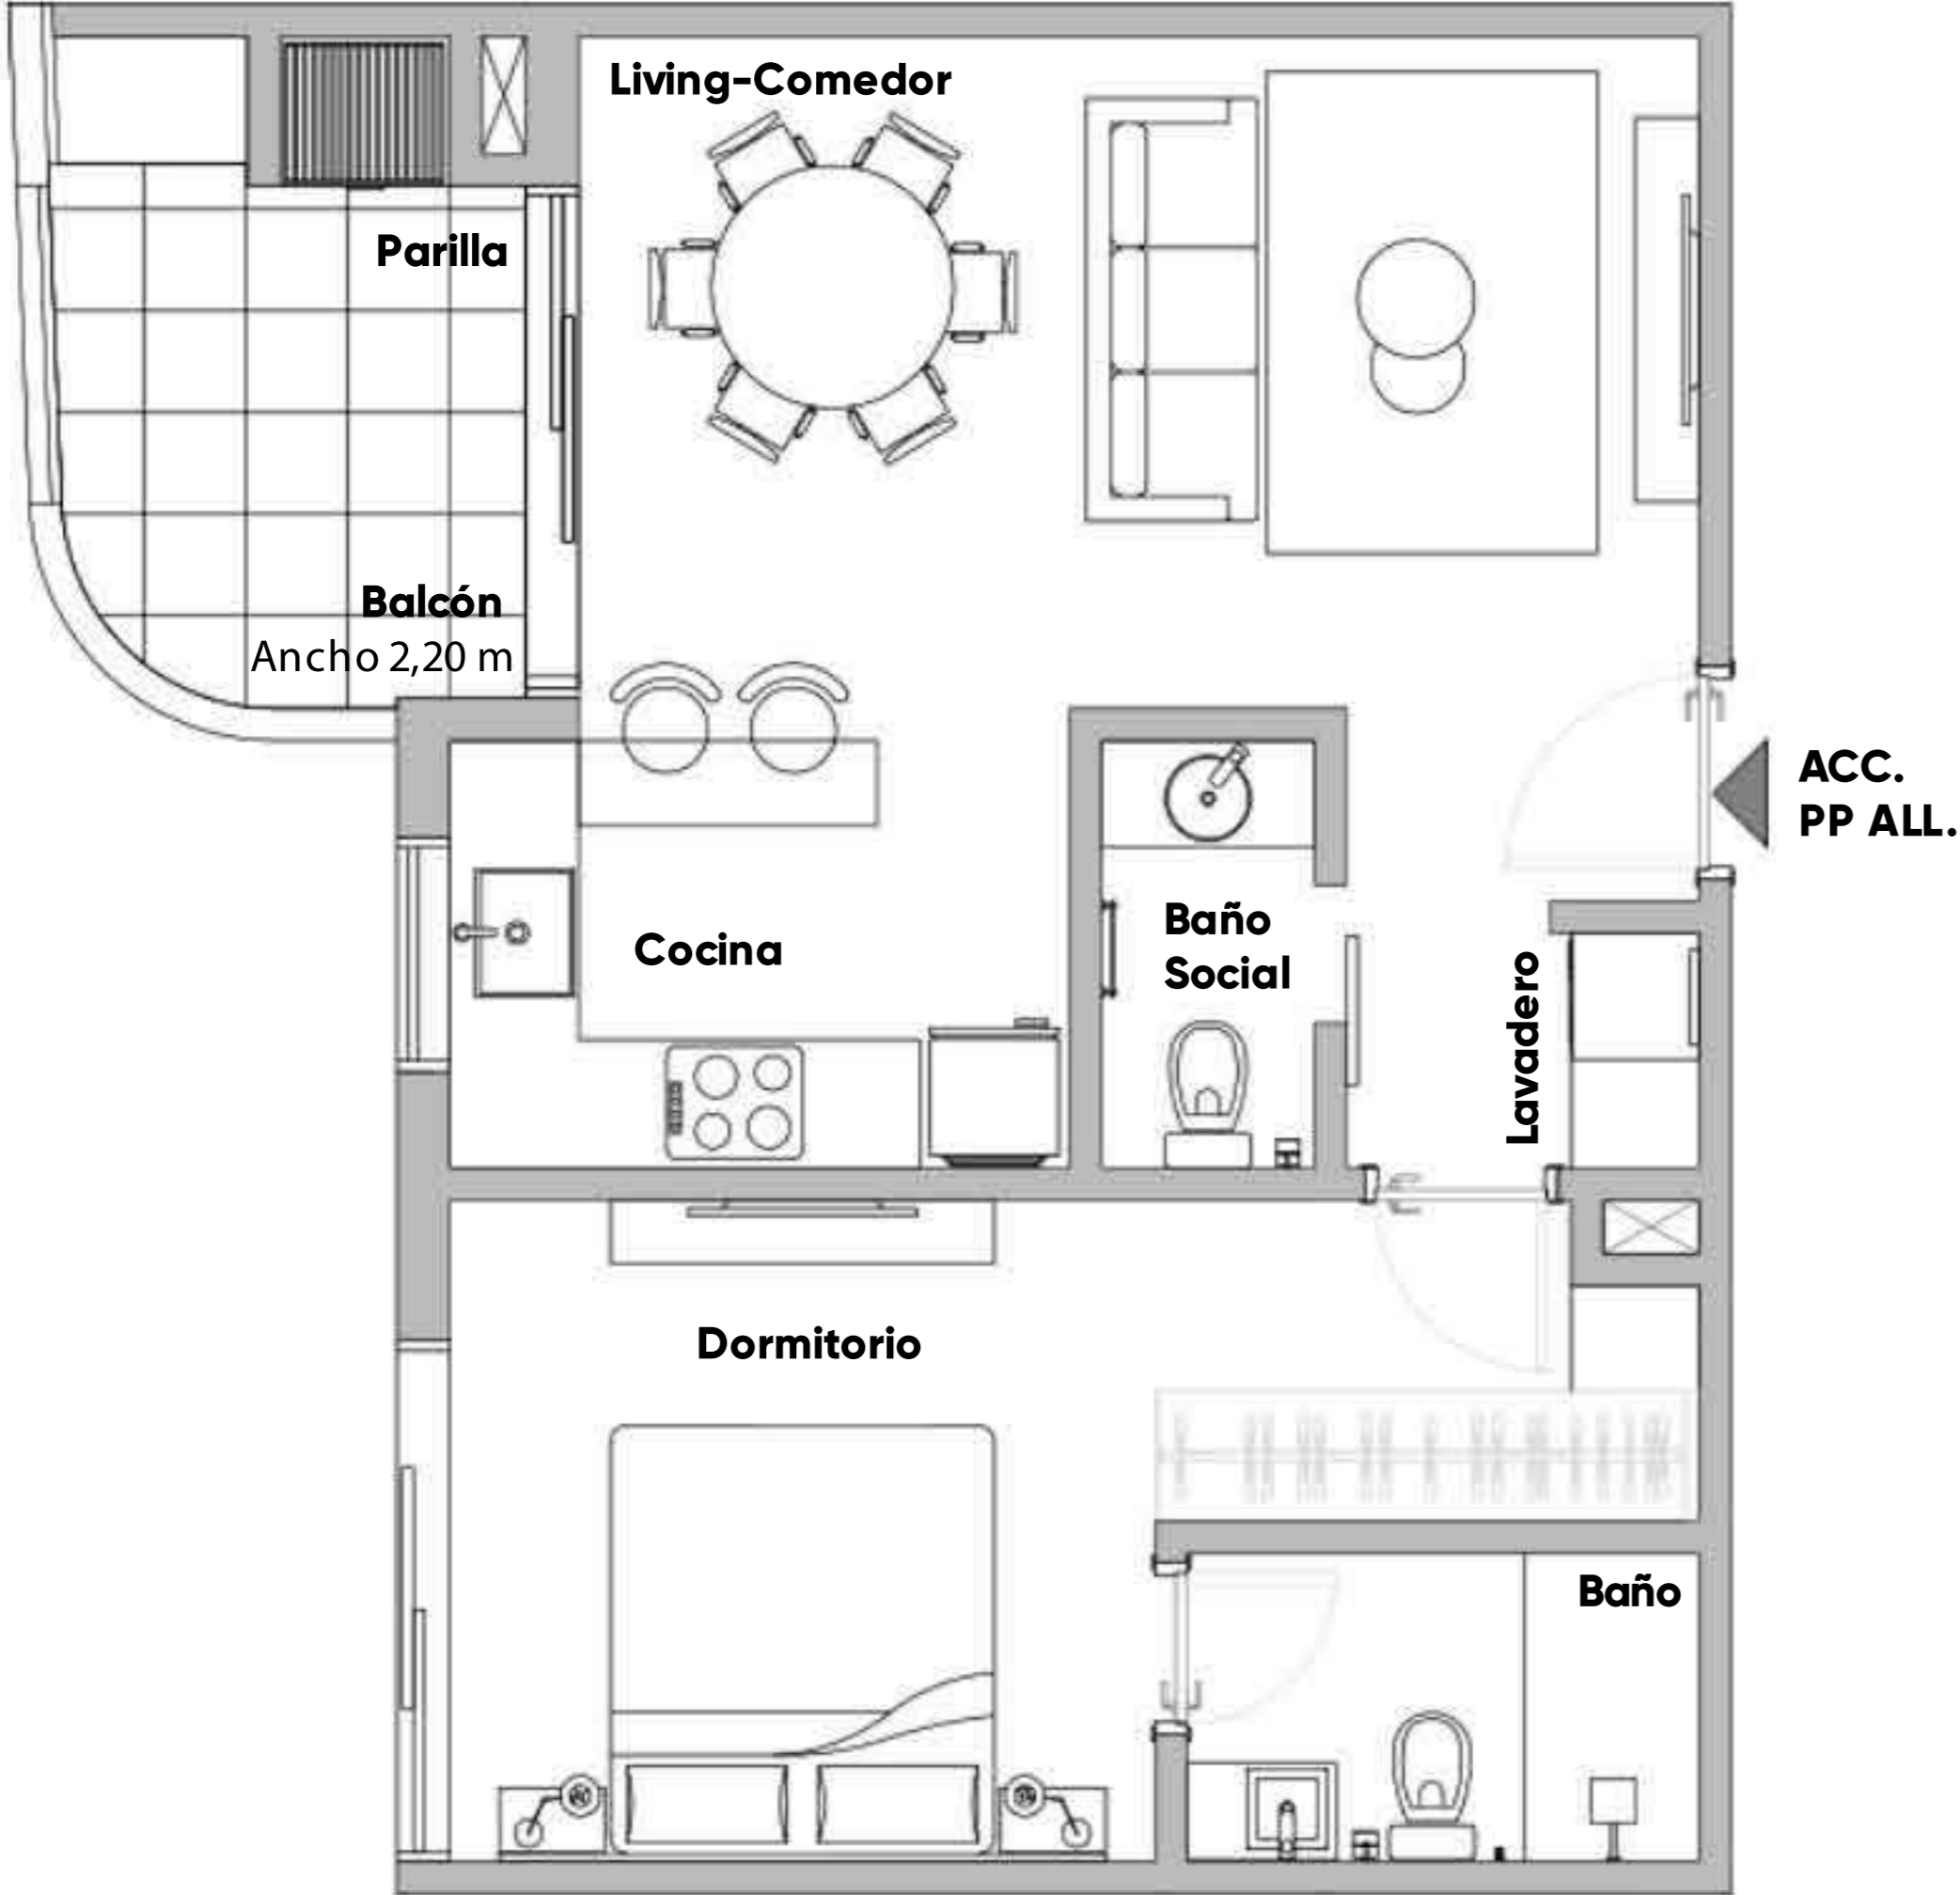 Living-Comedor
Parilla
Balcón
Ancho 2,20 m
ACC.
PP ALL.
Cocina
Baño
Social
Lavadero
Dormitorio
Baño